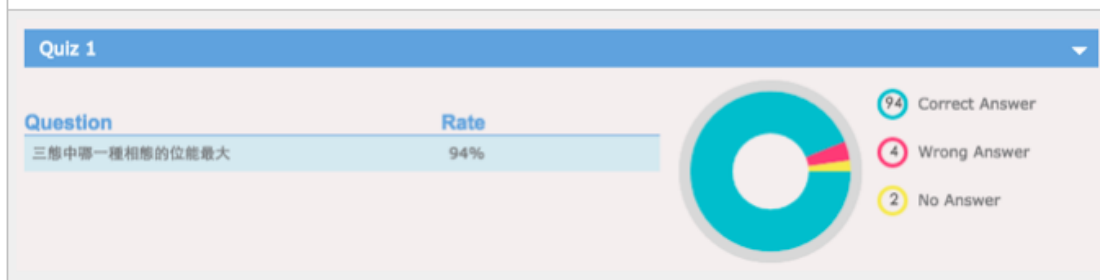 Quiz 1
Question Rate
三態中哪一種相態的位能最大 94%
94 Correct Answer
4 Wrong Answer
2 No Answer